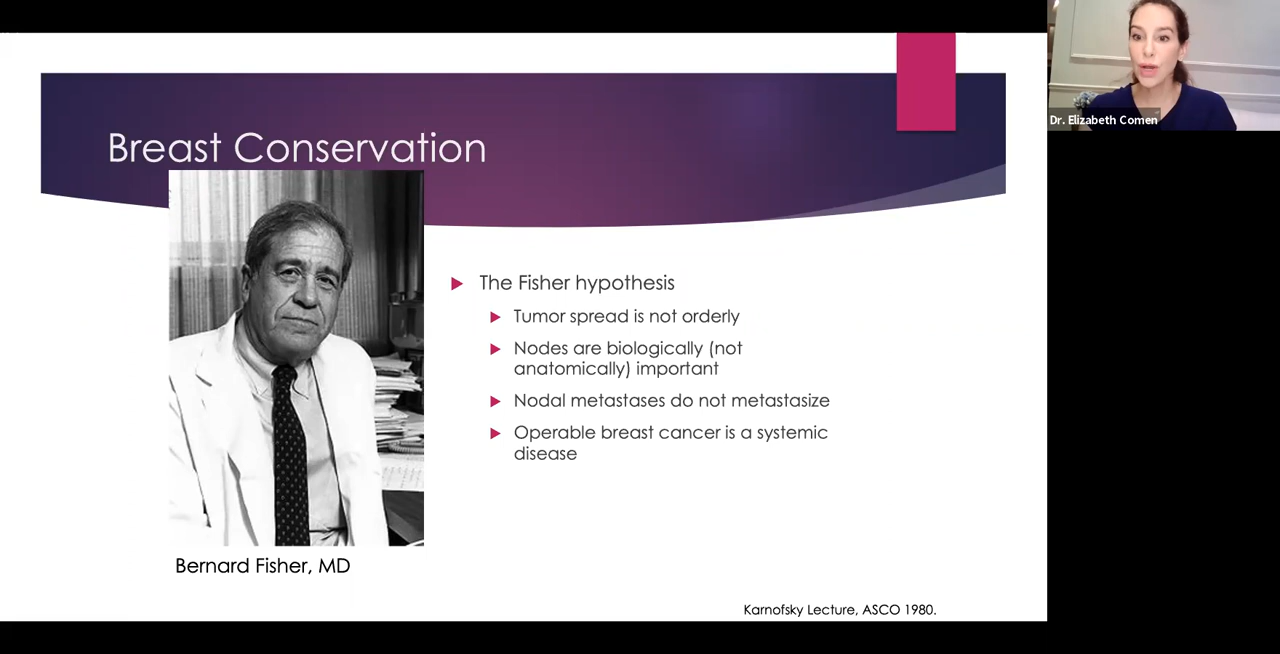 Breast Conservation
Dr. Elizabeth Comen
The Fisher hypothesis
Tumor spread is not orderly
Nodes are biologically (not
anatomically) important
Nodal metastases do not metastasize
Operable breast cancer is a systemic
disease
Bernard Fisher, MD
Karnofsky Lecture, ASCO 1980.